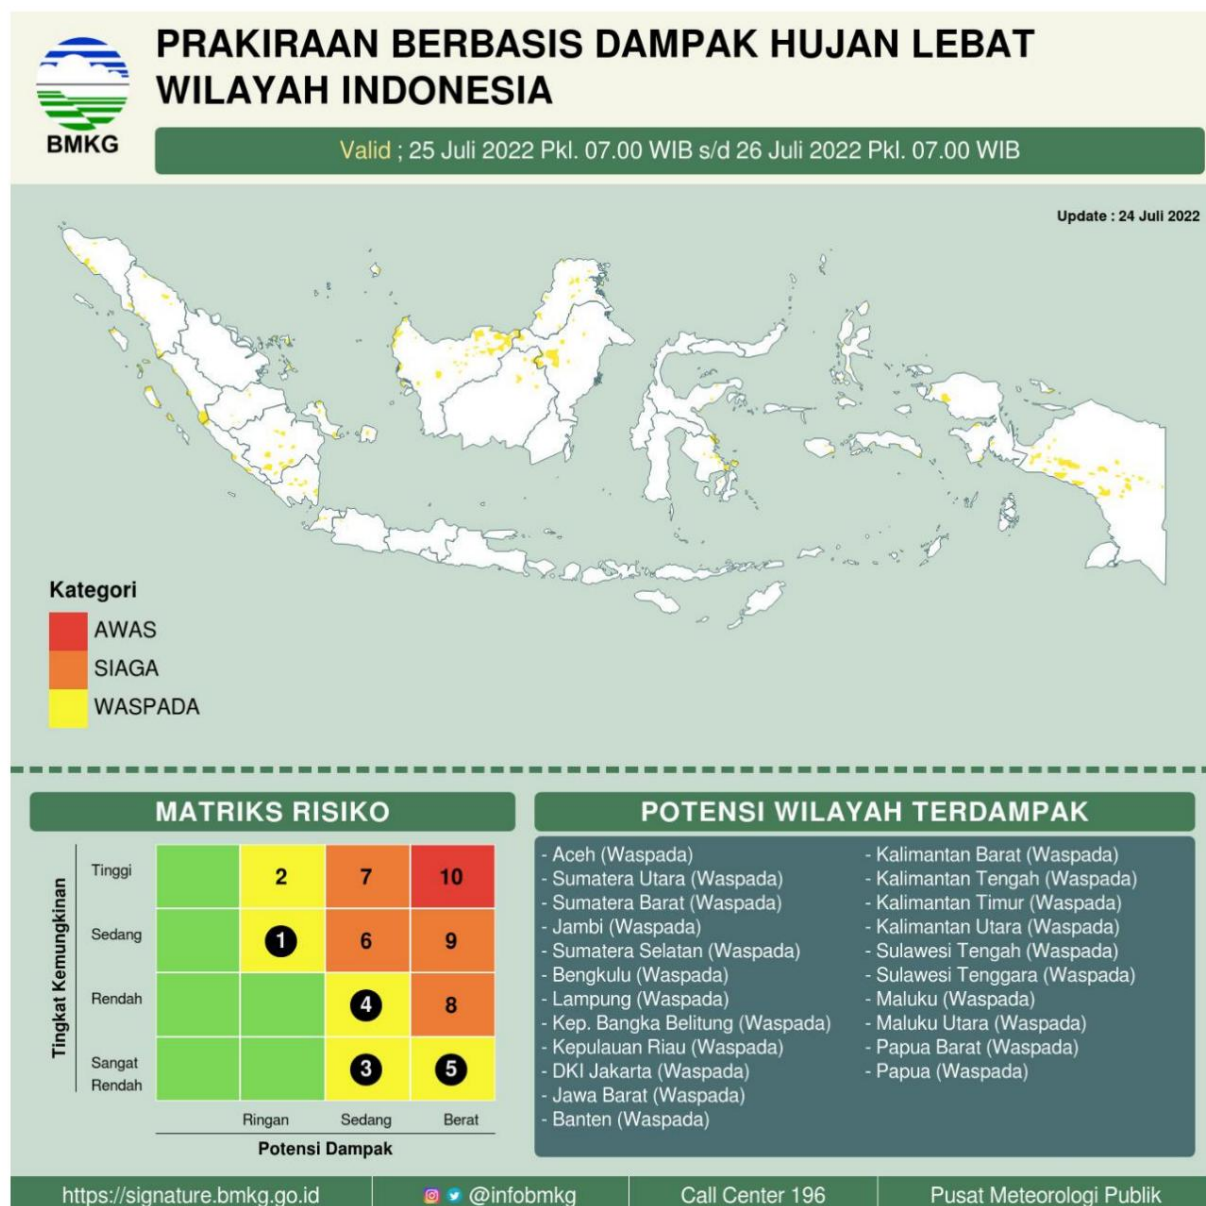 PRAKIRAAN BERBASIS DAMPAK HUJAN LEBAT
WILAYAH INDONESIA
BMKG
Valid ; 25 Juli 2022 Pkl. 07.00 WIB s/d 26 Juli 2022 Pkl. 07.00 WIB
Update : 24 Juli 2022
Kategori
AWAS
SIAGA
WASPADA
MATRIKS RISIKO
Tingkat Kemungkinan
Tinggi 2 7 10
Sedang 1 6 9
Rendah 4 8
Sangat
Rendah 3 5
Ringan Sedang Berat
Potensi Dampak
POTENSI WILAYAH TERDAMPAK
- Aceh (Waspada)
- Sumatera Utara (Waspada)
- Sumatera Barat (Waspada)
- Jambi (Waspada)
- Sumatera Selatan (Waspada)
- Bengkulu (Waspada)
- Lampung (Waspada)
- Kep. Bangka Belitung (Waspada)
- Kepulauan Riau (Waspada)
- DKI Jakarta (Waspada)
- Jawa Barat (Waspada)
- Banten (Waspada)
- Kalimantan Barat (Waspada)
- Kalimantan Tengah (Waspada)
- Kalimantan Timur (Waspada)
- Kalimantan Utara (Waspada)
- Sulawesi Tengah (Waspada)
- Sulawesi Tenggara (Waspada)
- Maluku (Waspada)
- Maluku Utara (Waspada)
- Papua Barat (Waspada)
- Papua (Waspada)
https://signature.bmkg.go.id
@infobmkg
Call Center 196
Pusat Meteorologi Publik